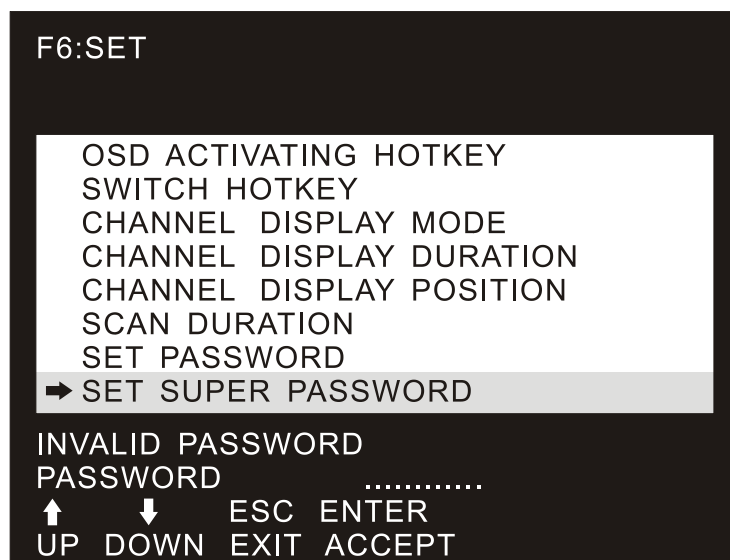 F6:SET
OSD ACTIVATING HOTKEY
SWITCH HOTKEY
CHANNEL DISPLAY MODE
CHANNEL DISPLAY DURATION
CHANNEL DISPLAY POSITION
SCAN DURATION
SET PASSWORD
➡ SET SUPER PASSWORD
INVALID PASSWORD
PASSWORD ............
⬆ ⬇ ESC ENTER
UP DOWN EXIT ACCEPT